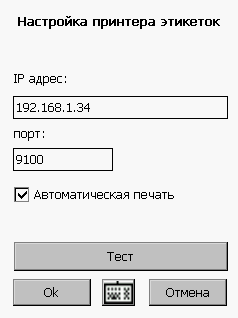 Настройка принтера этикеток
IP адрес:
192.168.1.34
порт:
9100
Автоматическая печать
Тест
Ok
Отмена